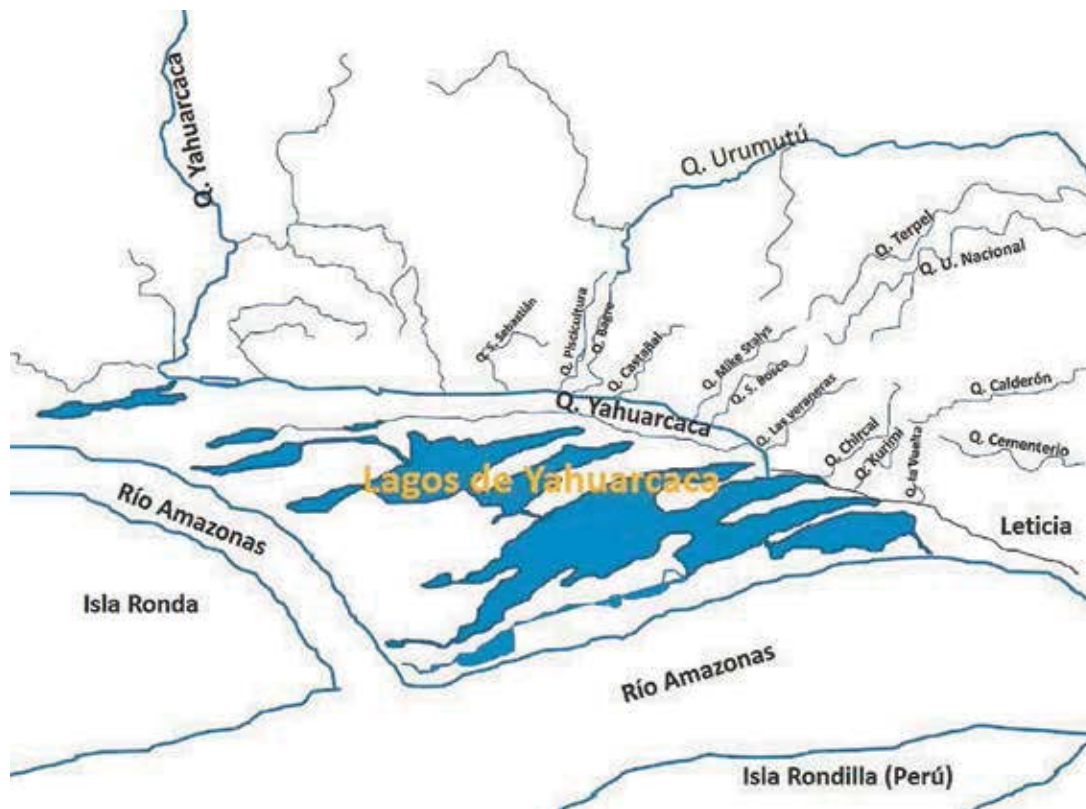 Q. Yahuarcaca
Q. Urumutú
Q. Terpel
Q. U. Nacional
Q. S. Sebastián
Q. Piscicultura
Q. Bagre
Q. Castañal
Q. Mike Stalys
Q. S. Bosco
Q. Calderón
Q. Yahuarcaca
Q. Las veraneras
Q. Chircal
Q. Kurimi
Q. la Vuelta
Q. Cementerio
Lagos de Yahuarcaca
Río Amazonas
Leticia
Isla Ronda
Río Amazonas
Isla Rondilla (Perú)